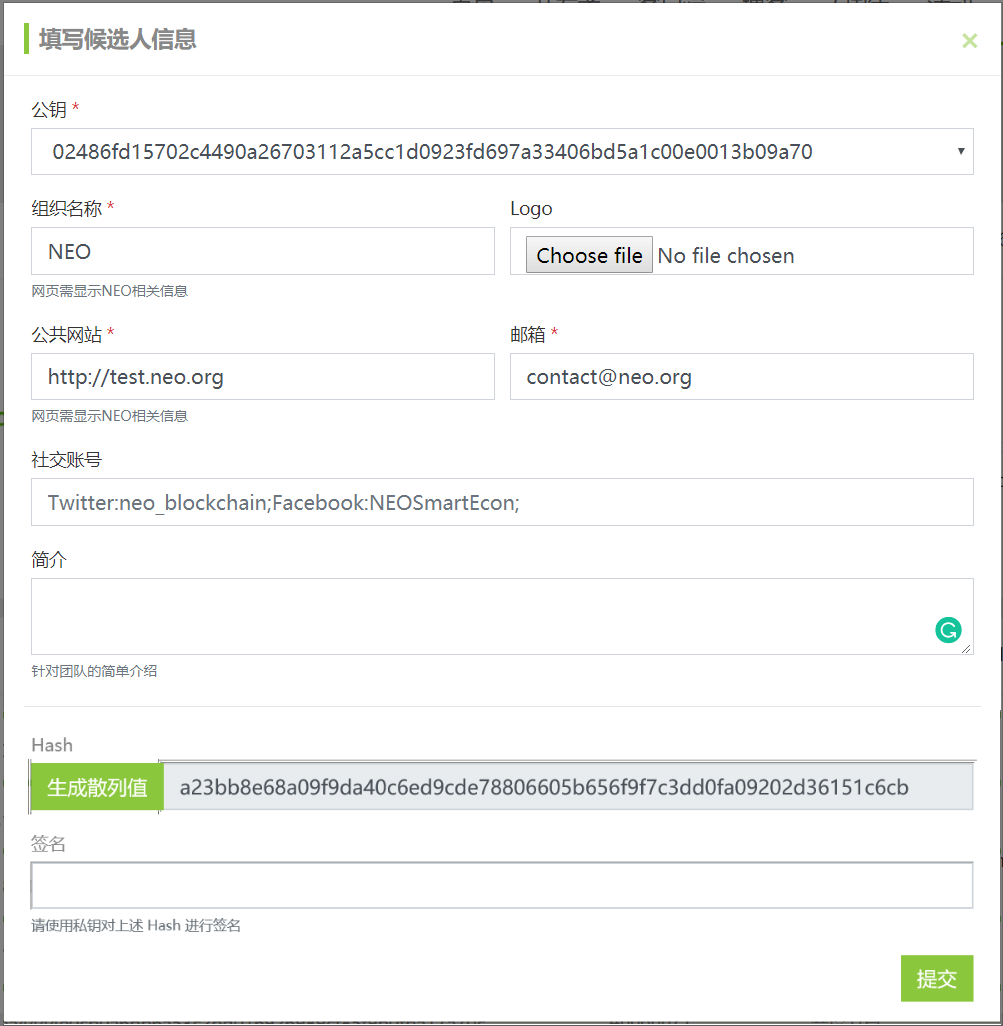 填写候选人信息
×
公钥 *
02486fd15702c4490a26703112a5cc1d0923fd697a33406bd5a1c00e0013b09a70
组织名称 *
Logo
NEO
Choose file No file chosen
网页需显示NEO相关信息
公共网站 *
邮箱 *
http://test.neo.org
contact@neo.org
网页需显示NEO相关信息
社交账号
Twitter:neo_blockchain;Facebook:NEOSmartEcon;
简介
针对团队的简单介绍
Hash
生成散列值
a23bb8e68a09f9da40c6ed9cde78806605b656f9f7c3dd0fa09202d36151c6cb
签名
请使用私钥对上述 Hash 进行签名
提交